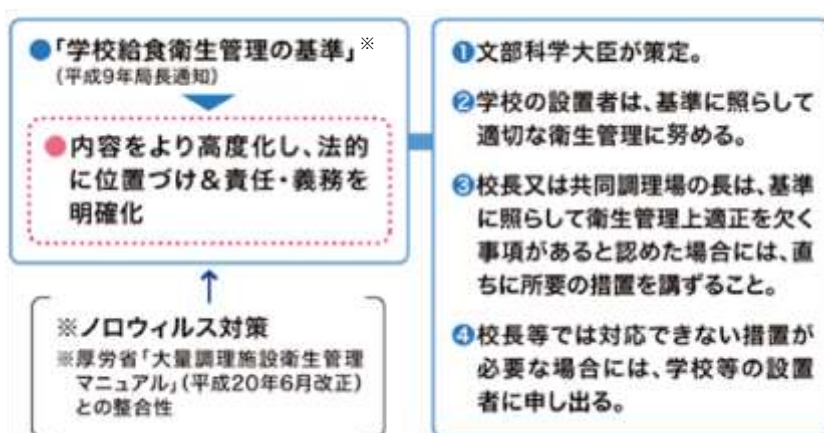 ●「学校給食衛生管理の基準」※
（平成9年局長通知）
●内容をより高度化し、法的
に位置づけ＆責任・義務を
明確化
※ノロウィルス対策
※厚労省「大量調理施設衛生管理
マニュアル」（平成20年6月改正）
との整合性
❶文部科学大臣が策定。
❷学校の設置者は、基準に照らして
適切な衛生管理に努める。
❸校長又は共同調理場の長は、基準
に照らして衛生管理上適正を欠く
事項があると認めた場合には、直
ちに所要の措置を講ずること。
❹校長等では対応できない措置が
必要な場合には、学校等の設置
者に申し出る。